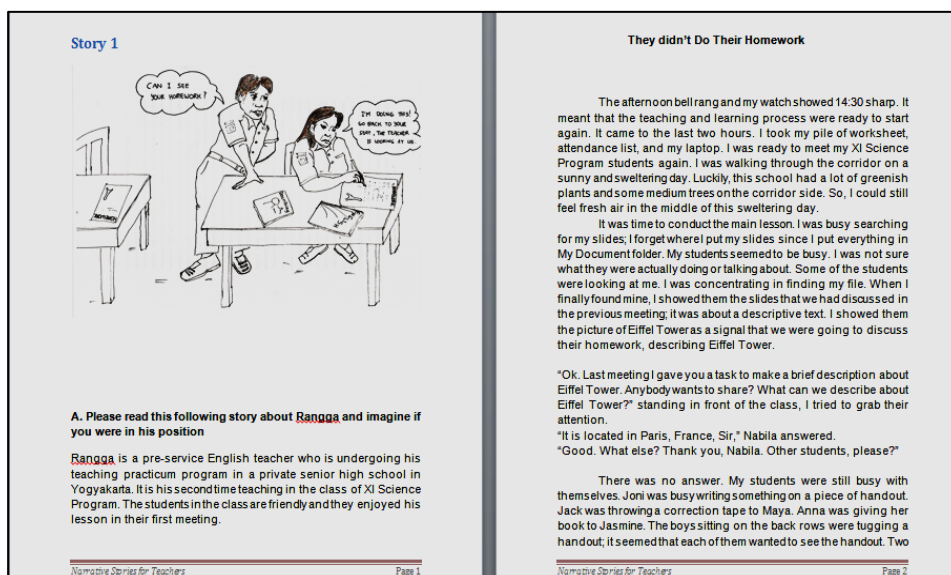 Story 1
CAN I SEE
YOUR HOMEWORK?
I'M DOING THIS!
GO BACK TO YOUR
SEAT, THE TEACHER
IS LOOKING AT US.
A. Please read this following story about Rangga and imagine if
you were in his position
Rangga is a pre-service English teacher who is undergoing his
teaching practicum program in a private senior high school in
Yogyakarta. It is his second time teaching in the class of XI Science
Program. The students in the class are friendly and they enjoyed his
lesson in their first meeting.
Narrative Stories for Teachers
Page 1
They didn't Do Their Homework
The afternoon bell rang and my watch showed 14:30 sharp. It
meant that the teaching and learning process were ready to start
again. It came to the last two hours. I took my pile of worksheet,
attendance list, and my laptop. I was ready to meet my XI Science
Program students again. I was walking through the corridor on a
sunny and sweltering day. Luckily, this school had a lot of greenish
plants and some medium trees on the corridor side. So, I could still
feel fresh air in the middle of this sweltering day.
It was time to conduct the main lesson. I was busy searching
for my slides; I forget where I put my slides since I put everything in
My Document folder. My students seemed to be busy. I was not sure
what they were actually doing or talking about. Some of the students
were looking at me. I was concentrating in finding my file. When I
finally found mine, I showed them the slides that we had discussed in
the previous meeting; it was about a descriptive text. I showed them
the picture of Eiffel Tower as a signal that we were going to discuss
their homework, describing Eiffel Tower.
"Ok. Last meeting I gave you a task to make a brief description about
Eiffel Tower. Anybody wants to share? What can we describe about
Eiffel Tower?" standing in front of the class, I tried to grab their
attention.
"It is located in Paris, France, Sir," Nabila answered.
"Good. What else? Thank you, Nabila. Other students, please?"
There was no answer. My students were still busy with
themselves. Joni was busy writing something on a piece of handout.
Jack was throwing a correction tape to Maya. Anna was giving her
book to Jasmine. The boys sitting on the back rows were tugging a
handout; it seemed that each of them wanted to see the handout. Two
Narrative Stories for Teachers
Page 2